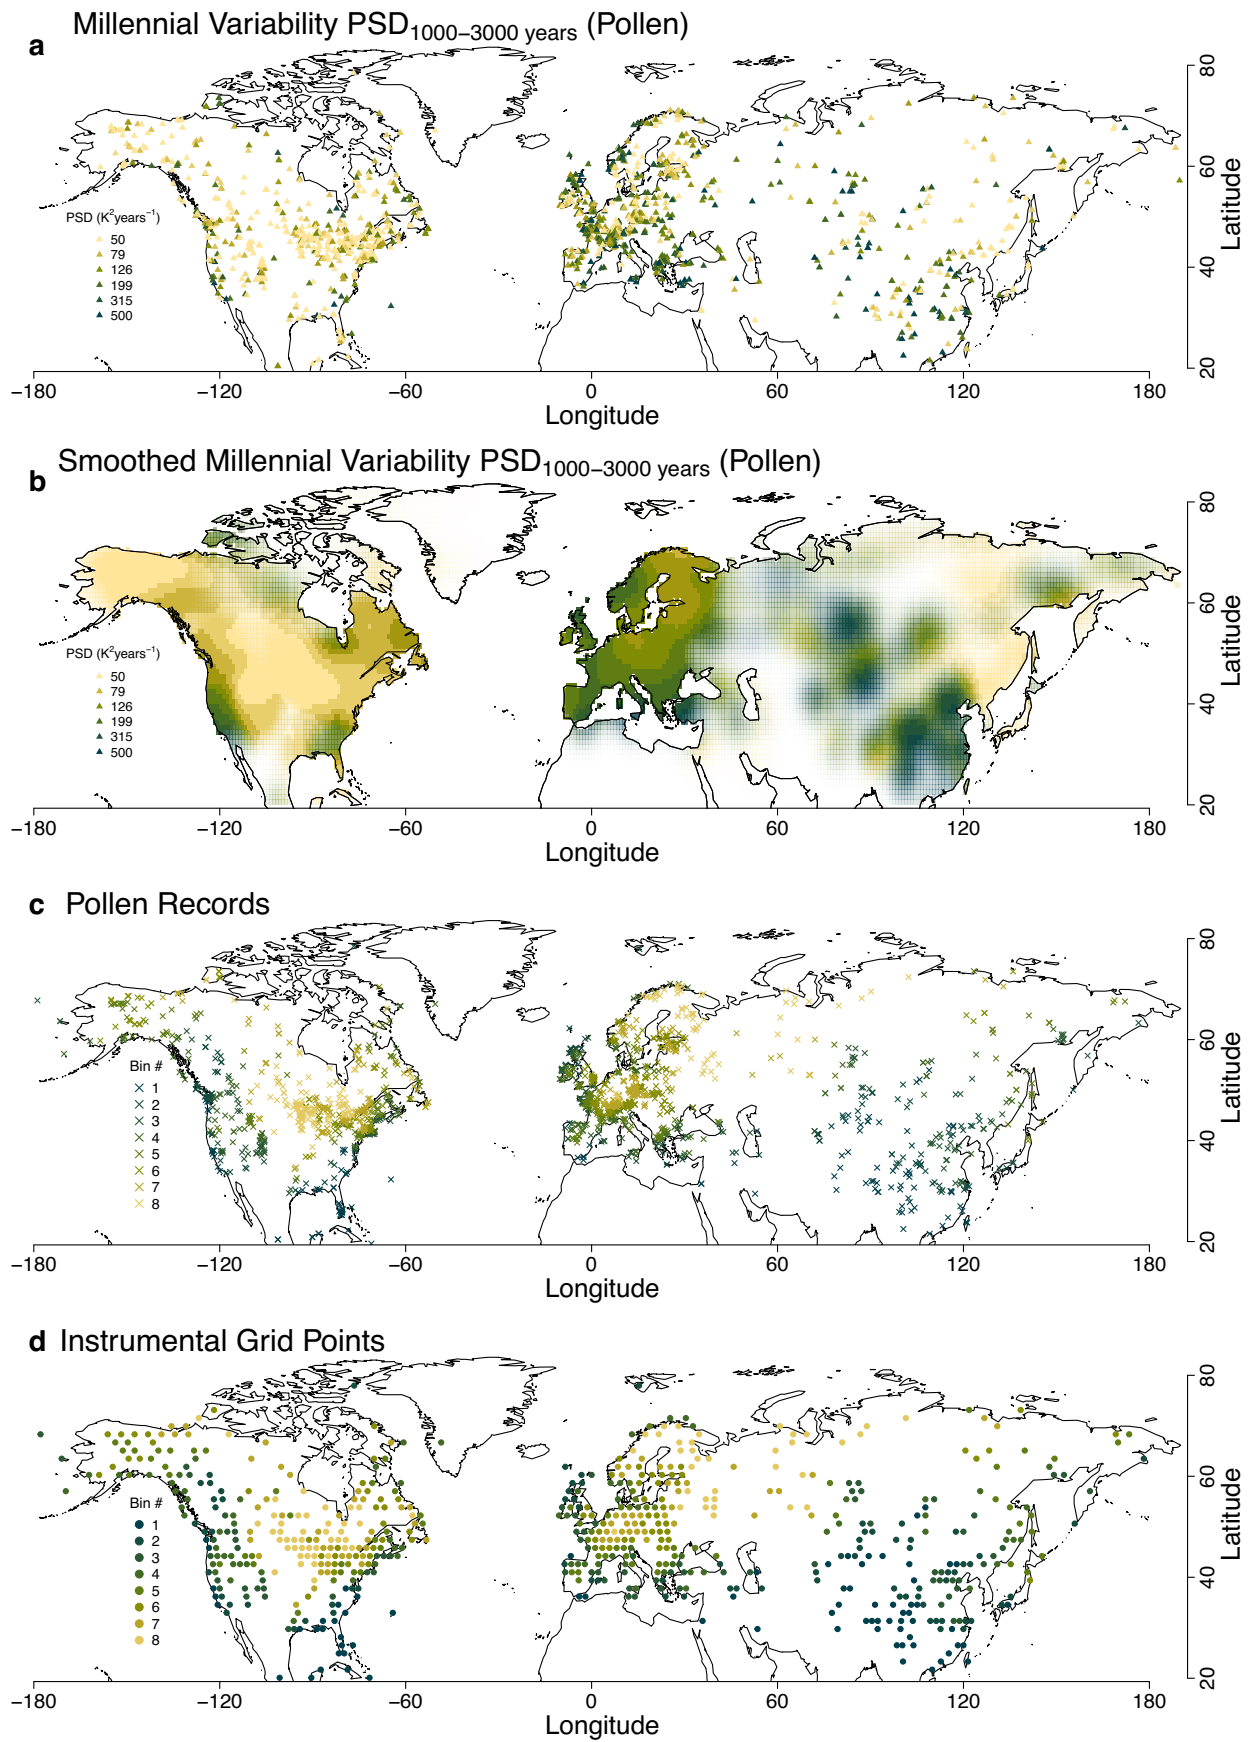 a Millennial Variability PSD1000−3000 years (Pollen)
PSD (K²years⁻¹)
50
79
126
199
315
500
80
60
40
20
Latitude
−180 −120 −60 0 60 120 180
Longitude
b Smoothed Millennial Variability PSD1000−3000 years (Pollen)
PSD (K²years⁻¹)
50
79
126
199
315
500
80
60
40
20
Latitude
−180 −120 −60 0 60 120 180
Longitude
c Pollen Records
Bin #
1
2
3
4
5
6
7
8
80
60
40
20
Latitude
−180 −120 −60 0 60 120 180
Longitude
d Instrumental Grid Points
Bin #
1
2
3
4
5
6
7
8
80
60
40
20
Latitude
−180 −120 −60 0 60 120 180
Longitude